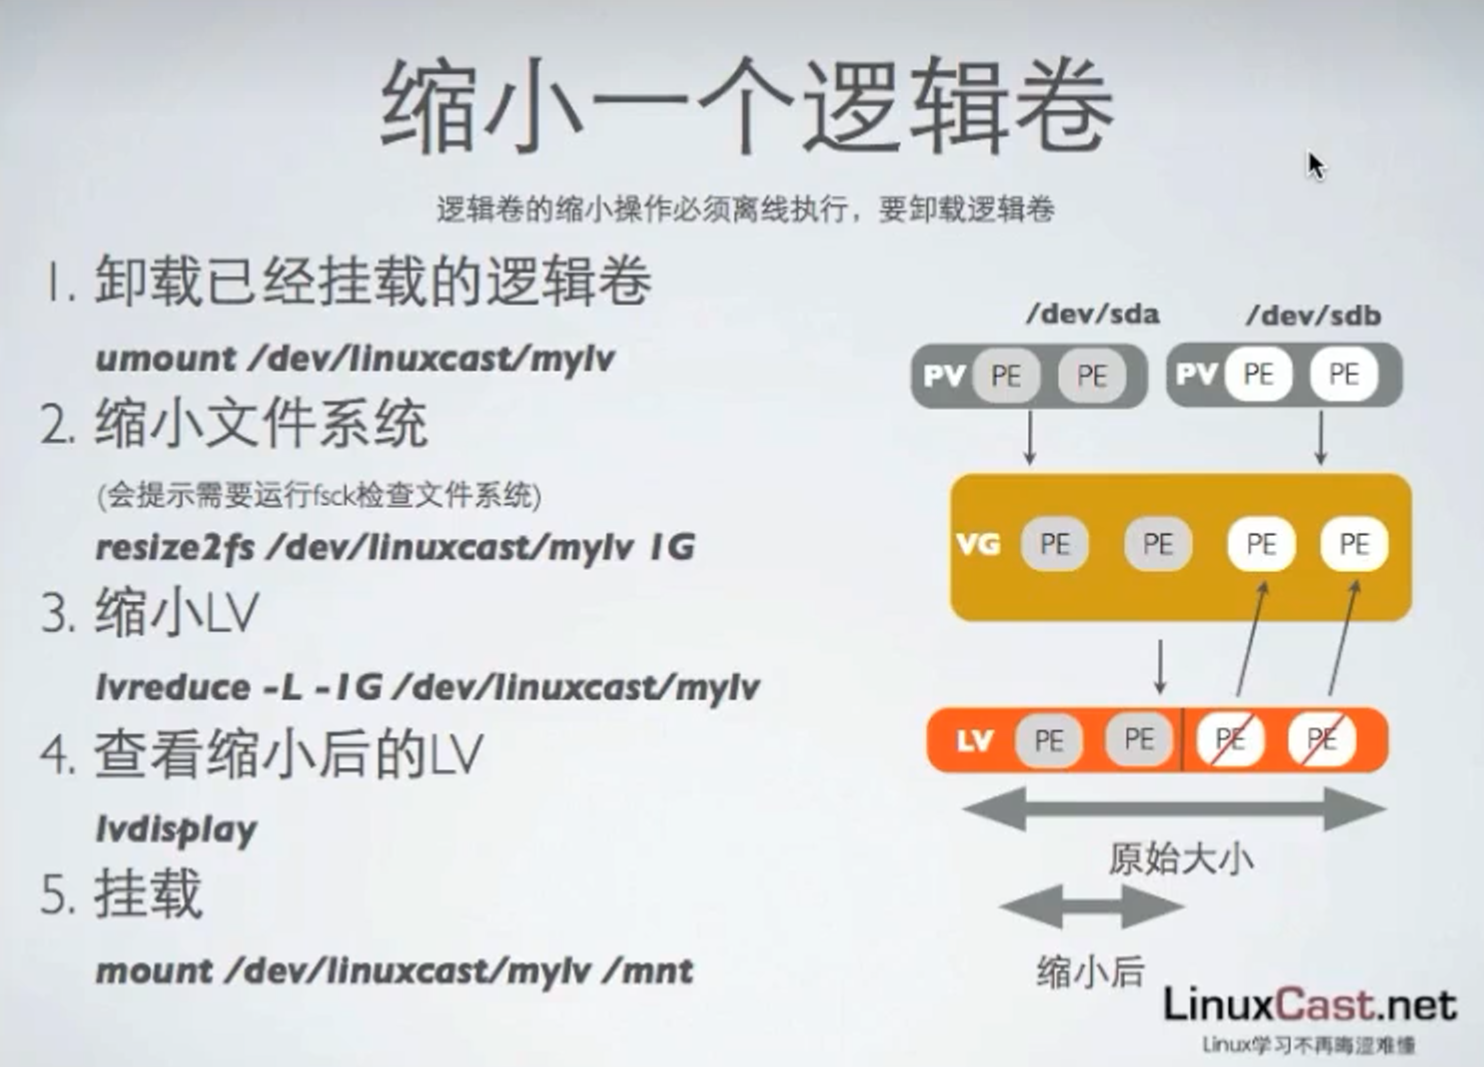 缩小一个逻辑卷
逻辑卷的缩小操作必须离线执行，要卸载逻辑卷
1. 卸载已经挂载的逻辑卷
umount /dev/linuxcast/mylv
2. 缩小文件系统
(会提示需要运行fsck检查文件系统)
resize2fs /dev/linuxcast/mylv 1G
3. 缩小LV
lvreduce -L -1G /dev/linuxcast/mylv
4. 查看缩小后的LV
lvdisplay
5. 挂载
mount /dev/linuxcast/mylv /mnt
/dev/sda /dev/sdb
PV PE PE PV PE PE
VG PE PE PE PE
LV PE PE PE PE
原始大小
缩小后
LinuxCast.net
Linux学习不再晦涩难懂